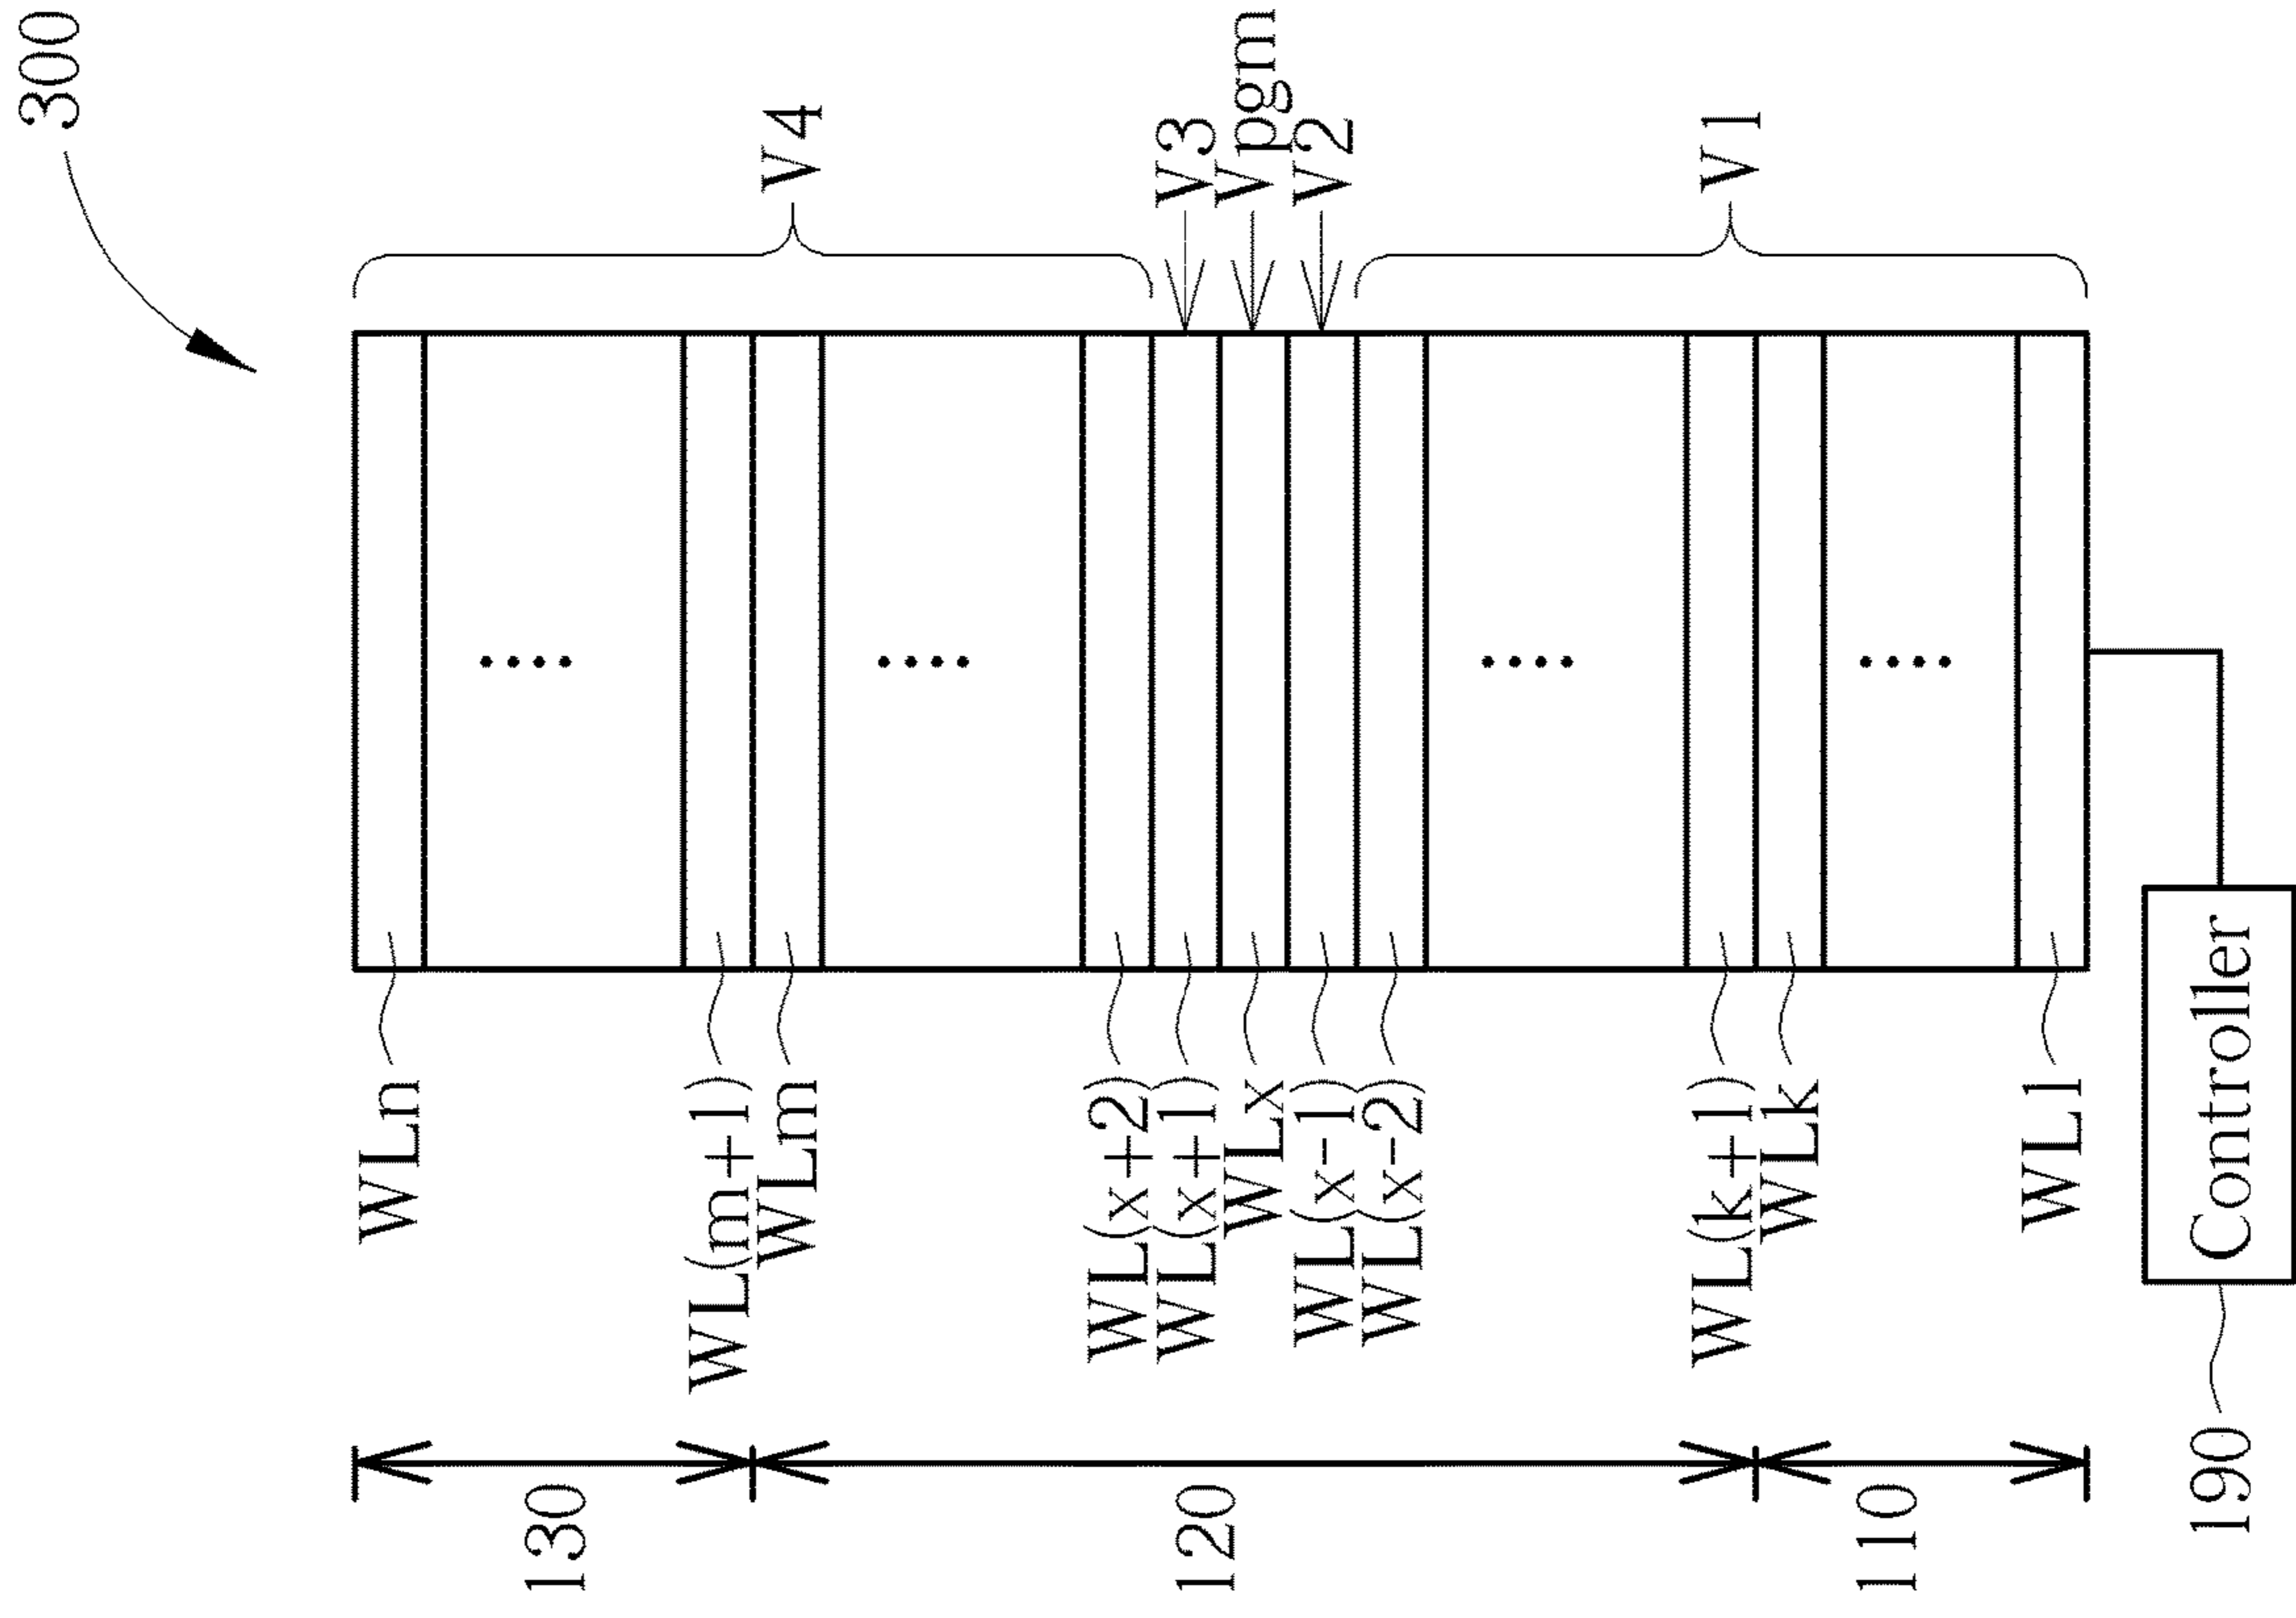 300
WLn
WL(m+1)
WLm
WL(x+2)
WL(x+1)
WLx
WL(x-1)
WL(x-2)
WL(k+1)
WLk
WL1
V4
V3
Vpgm
V2
V1
130
120
110
190
Controller